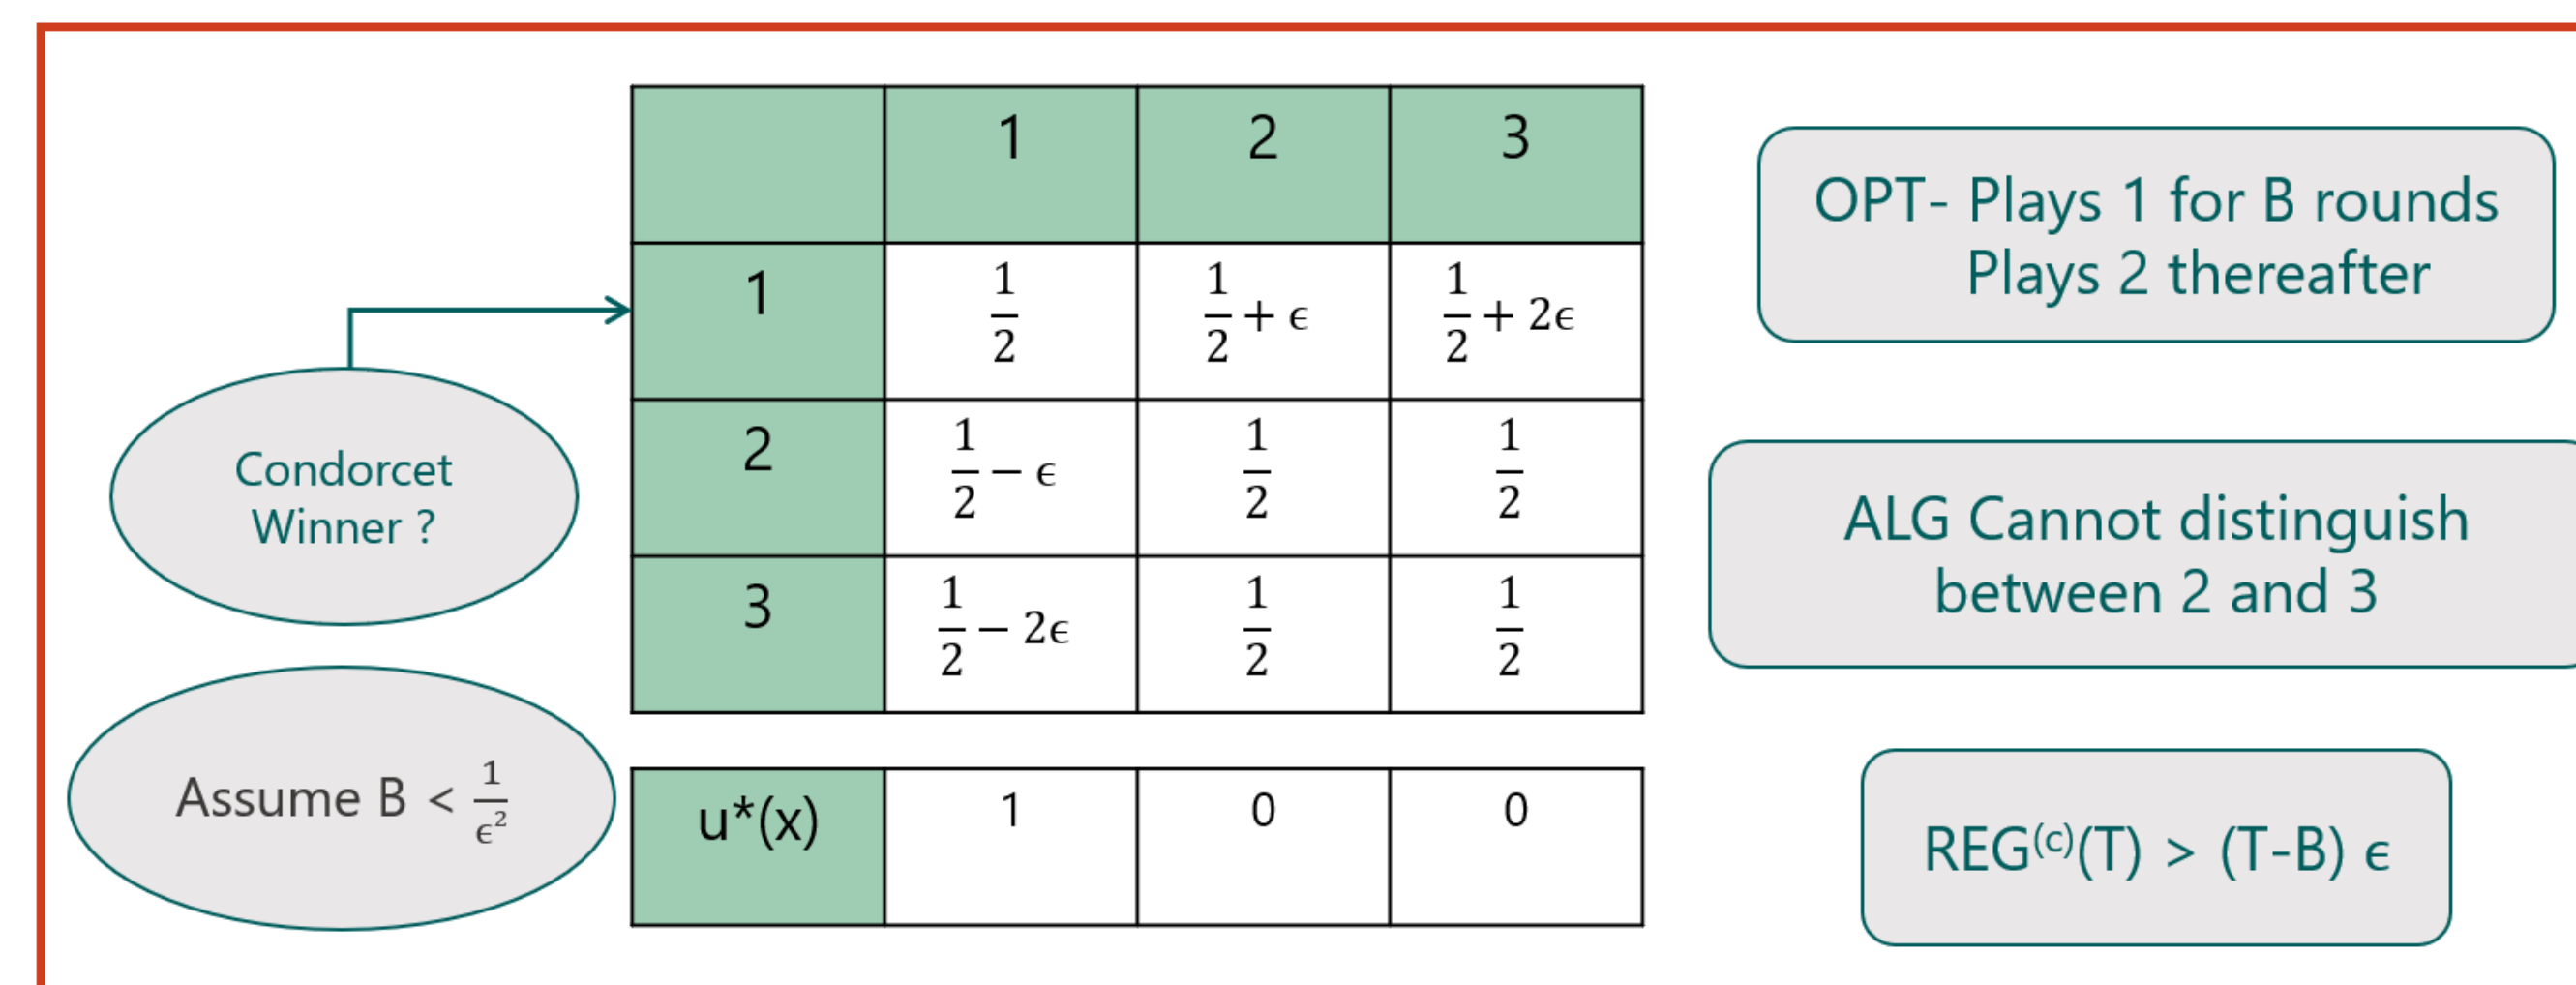 1 2 3
1 1/2 1/2 + ϵ 1/2 + 2ϵ
2 1/2 − ϵ 1/2 1/2
3 1/2 − 2ϵ 1/2 1/2
u*(x) 1 0 0
Condorcet
Winner ?
Assume B < 1/ϵ²
OPT- Plays 1 for B rounds
Plays 2 thereafter
ALG Cannot distinguish
between 2 and 3
REG⁽ᶜ⁾(T) > (T-B) ϵ